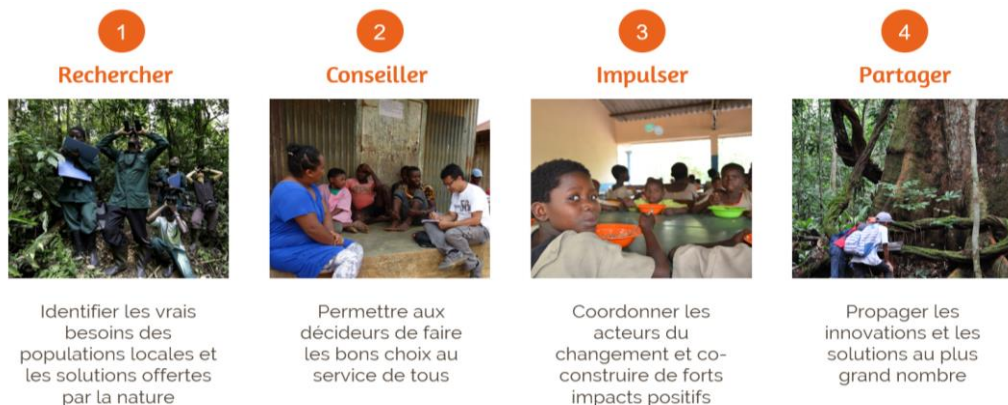 1
Rechercher
Identifier les vrais
besoins des
populations locales et
les solutions offertes
par la nature
2
Conseiller
Permettre aux
décideurs de faire
les bons choix au
service de tous
3
Impulser
Coordonner les
acteurs du
changement et co-
construire de forts
impacts positifs
4
Partager
Propager les
innovations et les
solutions au plus
grand nombre